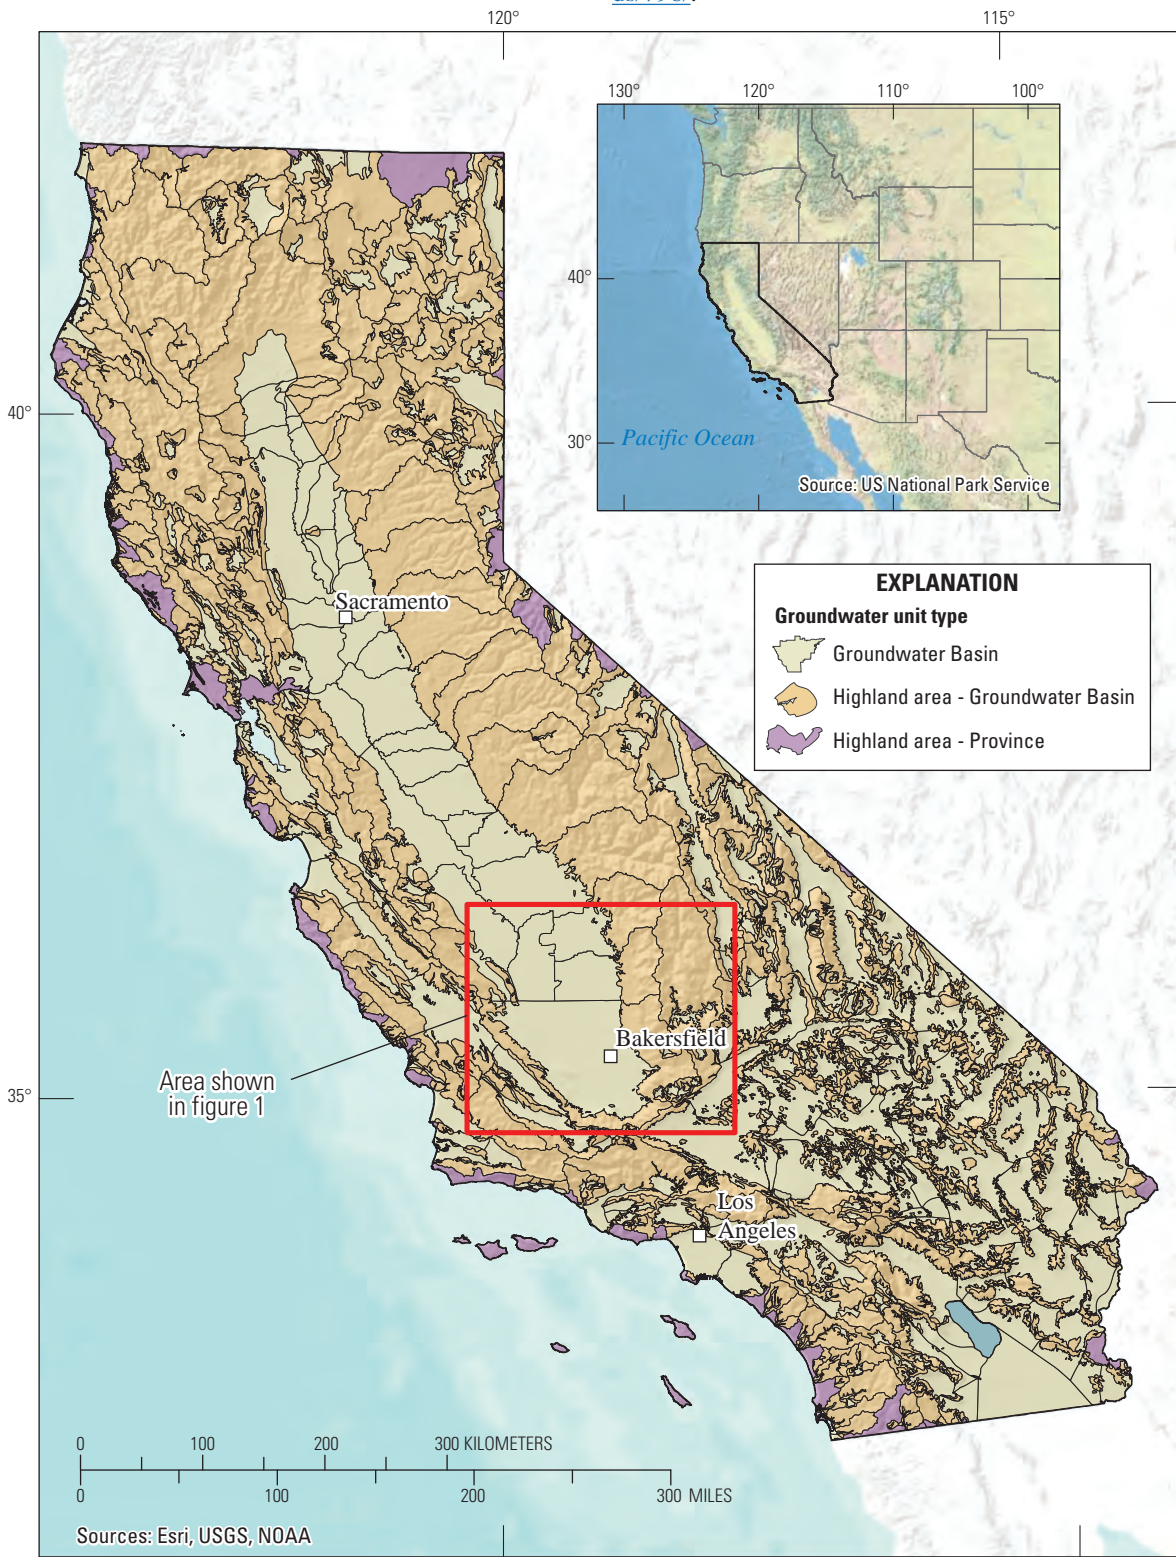 120°
115°
130°
120°
110°
100°
40°
30°
Pacific Ocean
Source: US National Park Service
EXPLANATION
Groundwater unit type
Groundwater Basin
Highland area - Groundwater Basin
Highland area - Province
40°
Sacramento
Bakersfield
Area shown
in figure 1
35°
Los
Angeles
0 100 200 300 KILOMETERS
0 100 200 300 MILES
Sources: Esri, USGS, NOAA